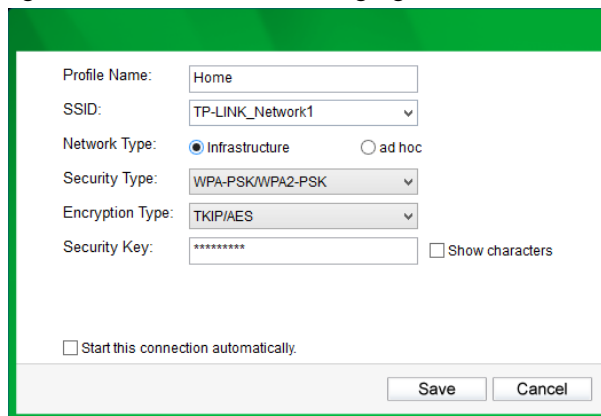 Profile Name: Home
SSID: TP-LINK_Network1
Network Type: Infrastructure ad hoc
Security Type: WPA-PSK/WPA2-PSK
Encryption Type: TKIP/AES
Security Key: ********* Show characters
Start this connection automatically.
Save Cancel